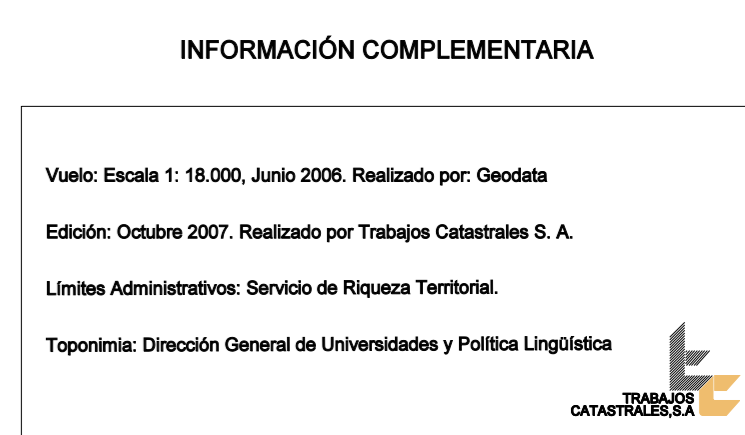 INFORMACIÓN COMPLEMENTARIA
Vuelo: Escala 1: 18.000, Junio 2006. Realizado por: Geodata
Edición: Octubre 2007. Realizado por Trabajos Catastrales S. A.
Límites Administrativos: Servicio de Riqueza Territorial.
Toponimia: Dirección General de Universidades y Política Lingüística
TRABAJOS
CATASTRALES,S.A